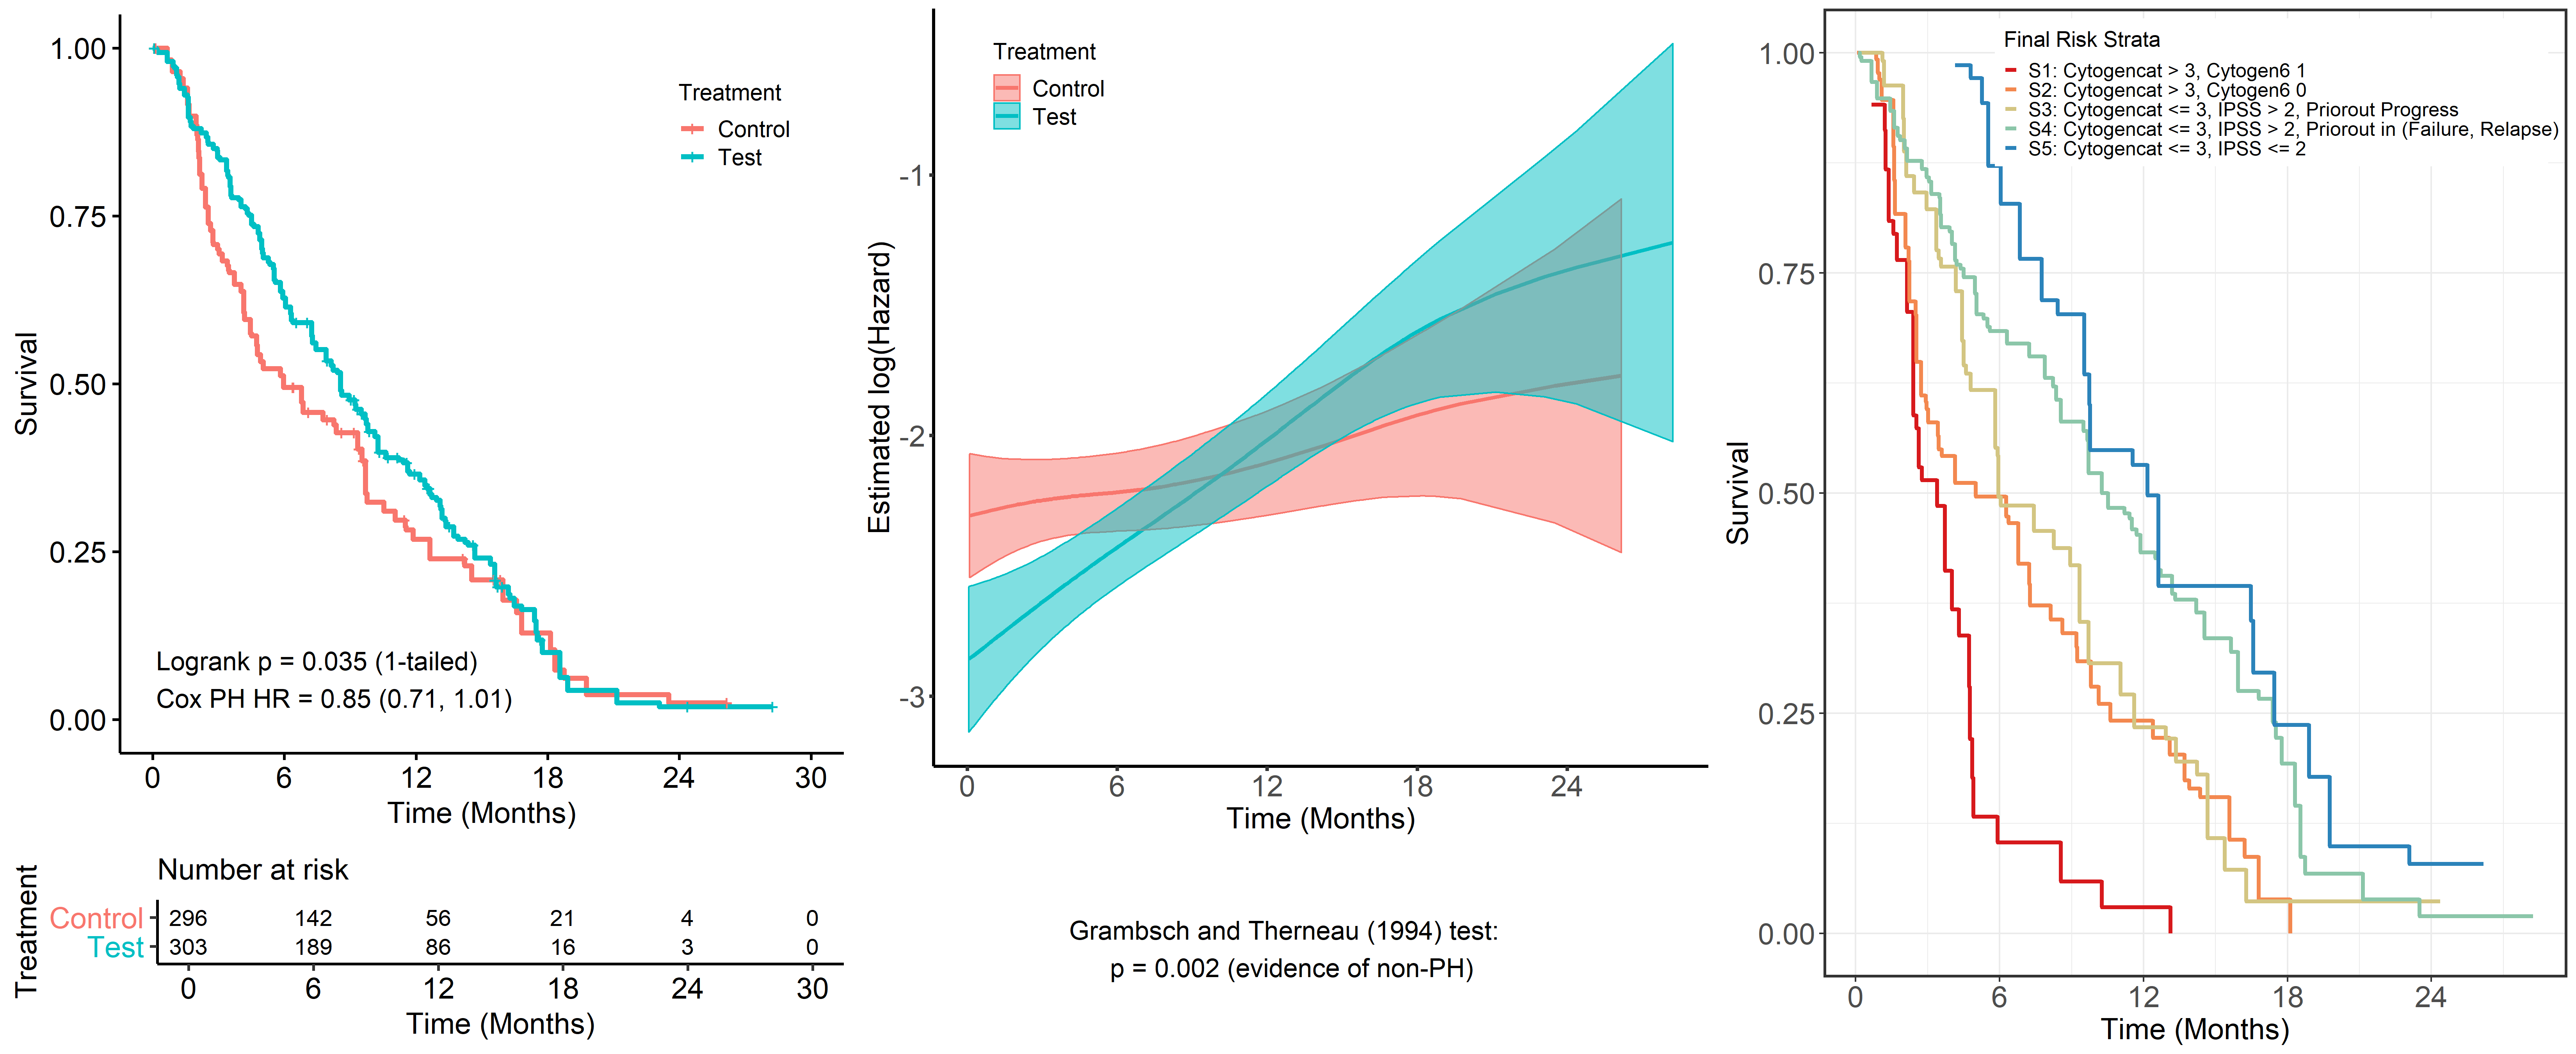 1.00
0.75
0.50
0.25
0.00
Survival
Treatment
Control
Test
Logrank p = 0.035 (1-tailed)
Cox PH HR = 0.85 (0.71, 1.01)
0 6 12 18 24 30
Time (Months)
Number at risk
Treatment
Control 296 142 56 21 4 0
Test 303 189 86 16 3 0
0 6 12 18 24 30
Time (Months)
Treatment
Control
Test
-1
-2
-3
Estimated log(Hazard)
0 6 12 18 24
Time (Months)
Grambsch and Therneau (1994) test:
p = 0.002 (evidence of non-PH)
Final Risk Strata
S1: Cytogencat > 3, Cytogen6 1
S2: Cytogencat > 3, Cytogen6 0
S3: Cytogencat <= 3, IPSS > 2, Priorout Progress
S4: Cytogencat <= 3, IPSS > 2, Priorout in (Failure, Relapse)
S5: Cytogencat <= 3, IPSS <= 2
1.00
0.75
0.50
0.25
0.00
Survival
0 6 12 18 24
Time (Months)